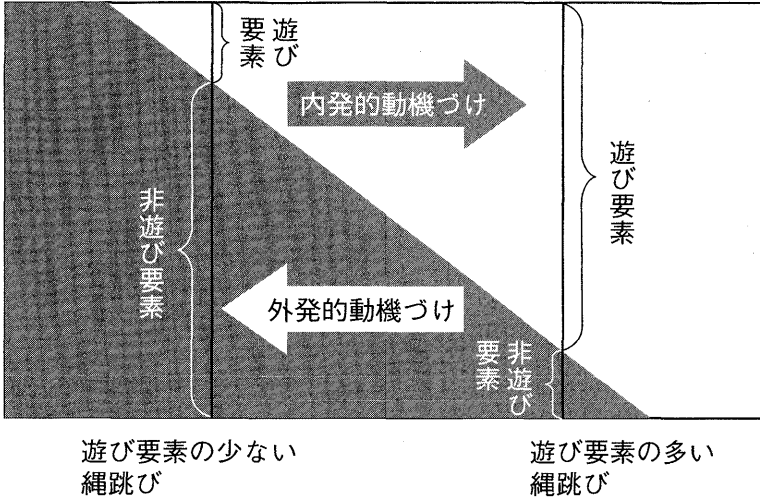 遊び
要素
内発的動機づけ
遊び要素
非遊び要素
外発的動機づけ
非遊び
要素
遊び要素の少ない
縄跳び
遊び要素の多い
縄跳び